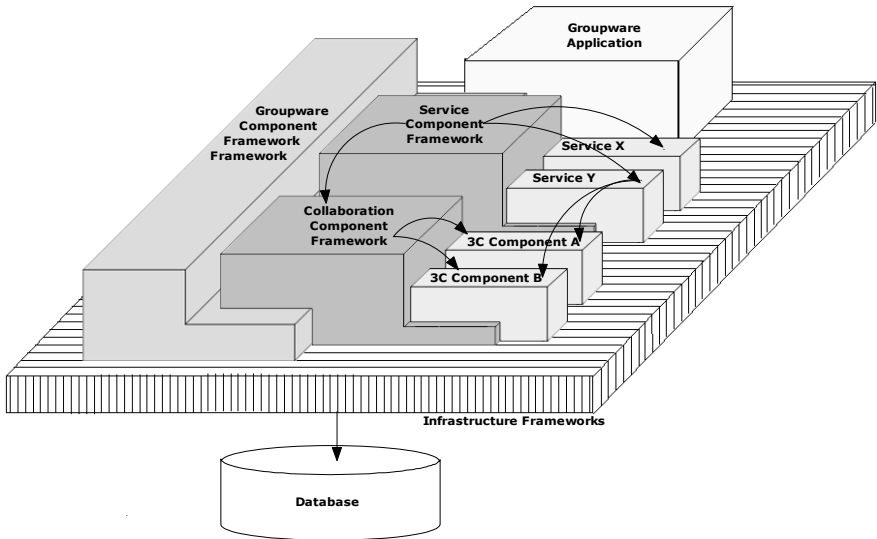 Groupware
Application
Groupware
Component
Framework
Framework
Service
Component
Framework
Service X
Service Y
Collaboration
Component
Framework
3C Component A
3C Component B
Infrastructure Frameworks
Database